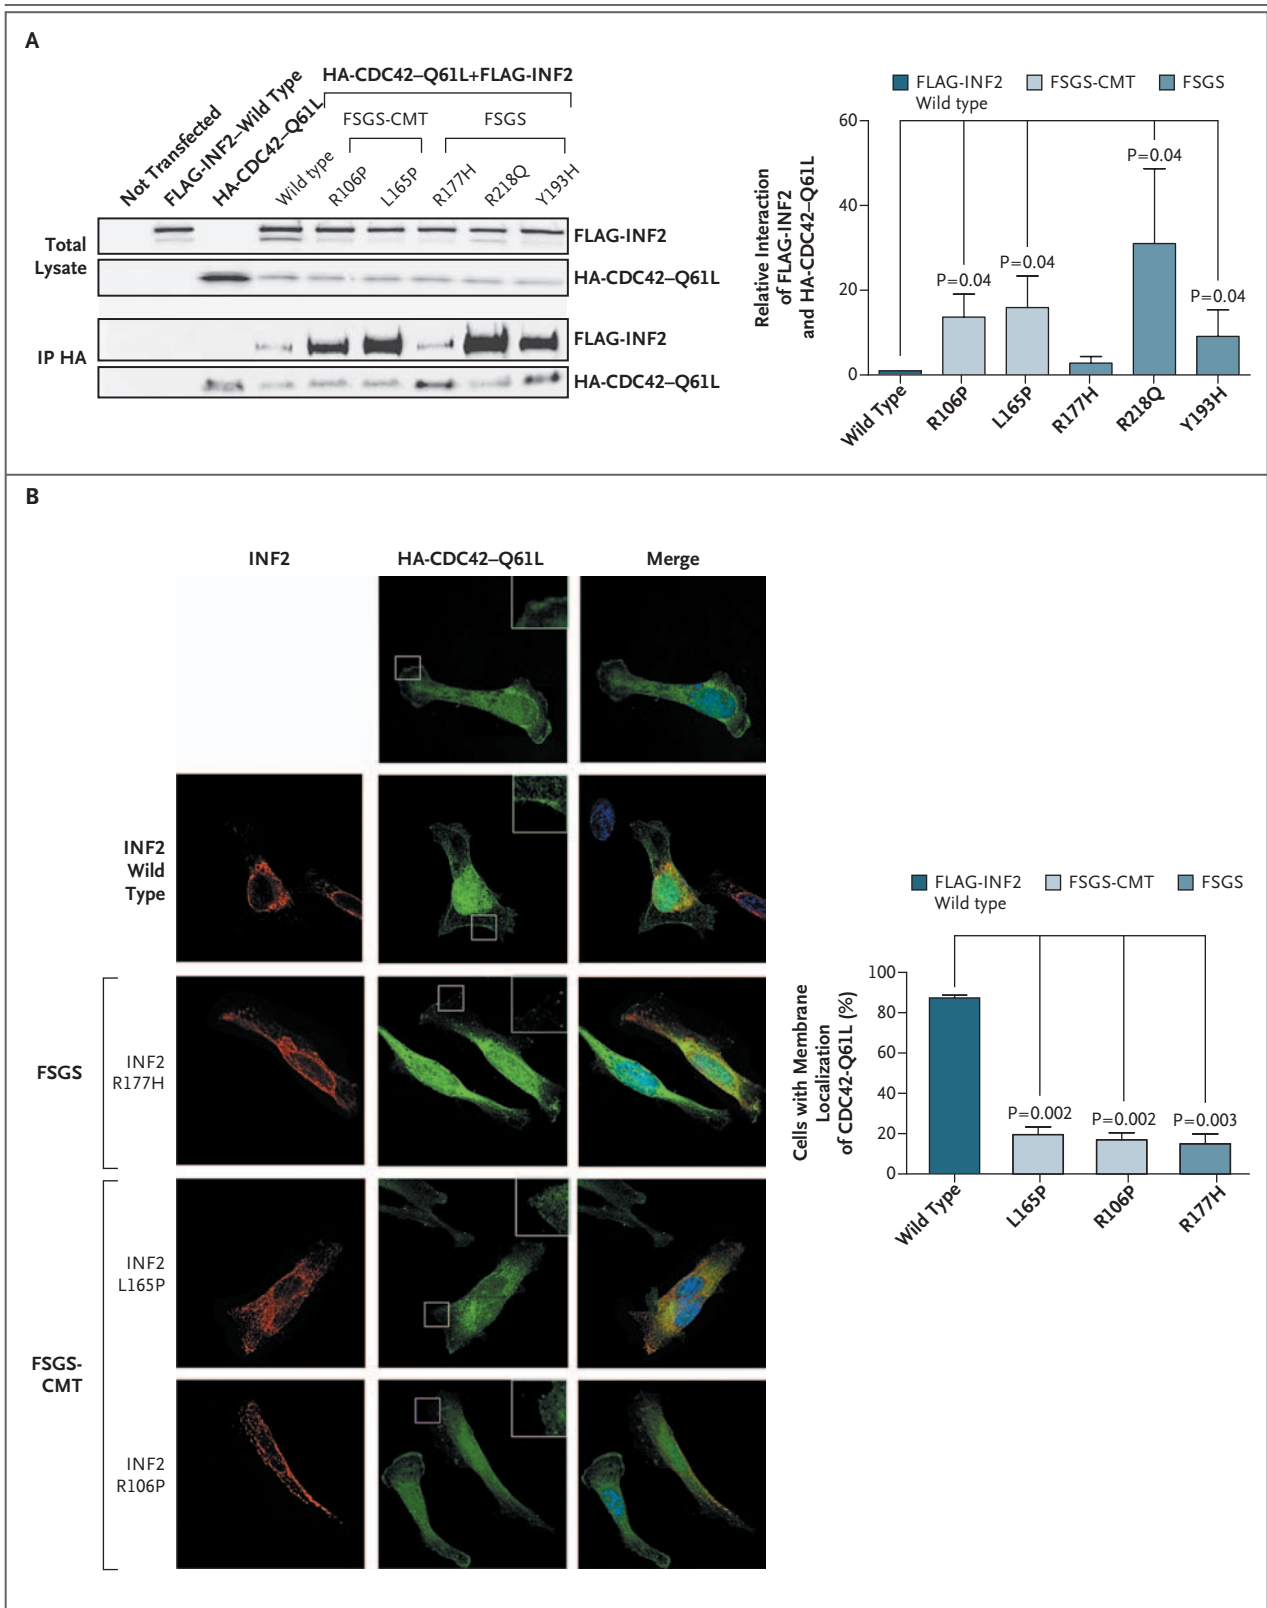 A
HA-CDC42–Q61L+FLAG-INF2
FSGS-CMT
FSGS
Not Transfected
FLAG-INF2–Wild Type
HA-CDC42–Q61L
Wild type
R106P
L165P
R177H
R218Q
Y193H
Total
Lysate
FLAG-INF2
HA-CDC42–Q61L
IP HA
FLAG-INF2
HA-CDC42–Q61L
FLAG-INF2
Wild type
FSGS-CMT
FSGS
Relative Interaction
of FLAG-INF2
and HA-CDC42–Q61L
60
40
20
0
P=0.04
P=0.04
P=0.04
P=0.04
Wild Type
R106P
L165P
R177H
R218Q
Y193H
B
INF2
HA-CDC42–Q61L
Merge
INF2
Wild
Type
FSGS
INF2
R177H
INF2
L165P
FSGS-
CMT
INF2
R106P
FLAG-INF2
Wild type
FSGS-CMT
FSGS
Cells with Membrane
Localization
of CDC42-Q61L (%)
100
80
60
40
20
0
P=0.002
P=0.002
P=0.003
Wild Type
L165P
R106P
R177H